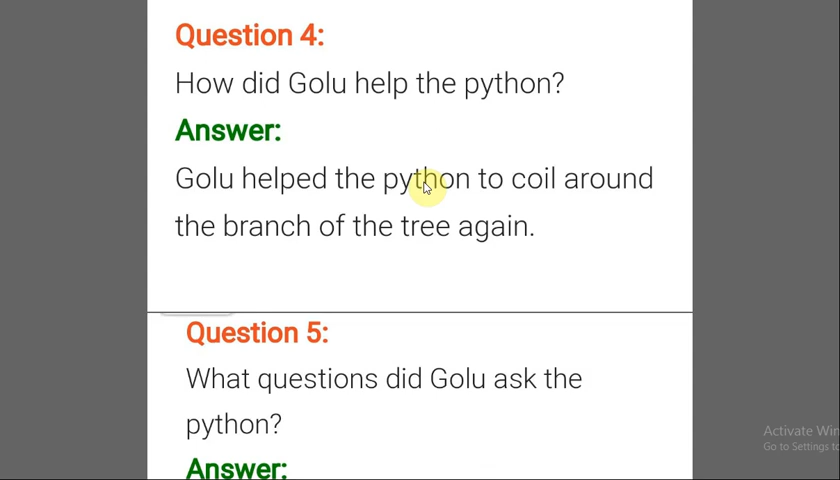 Question 4:
How did Golu help the python?
Answer:
Golu helped the python to coil around
the branch of the tree again.
Question 5:
What questions did Golu ask the
python?
Answer:
Activate Win
Go to Settings to